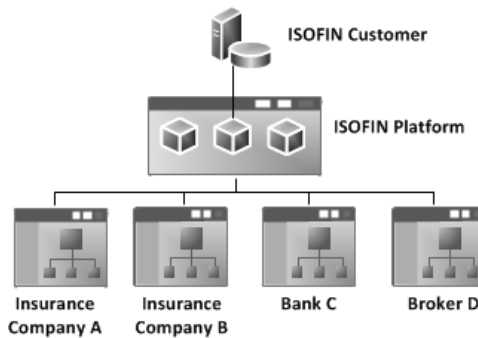 ISOFIN Customer
ISOFIN Platform
Insurance
Company A
Insurance
Company B
Bank C
Broker D